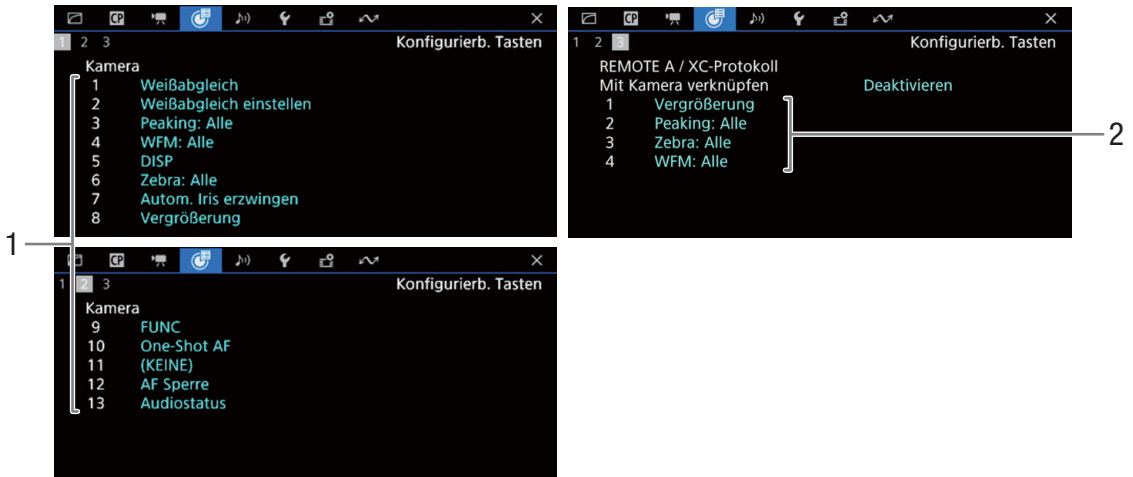 CP
1 2 3
Konfigurierb. Tasten
Kamera
1 Weißabgleich
2 Weißabgleich einstellen
3 Peaking: Alle
4 WFM: Alle
5 DISP
6 Zebra: Alle
7 Autom. Iris erzwingen
8 Vergrößerung
1
CP
1 2 3
Konfigurierb. Tasten
Kamera
9 FUNC
10 One-Shot AF
11 (KEINE)
12 AF Sperre
13 Audiostatus
CP
1 2 3
Konfigurierb. Tasten
REMOTE A / XC-Protokoll
Mit Kamera verknüpfen Deaktivieren
1 Vergrößerung
2 Peaking: Alle
3 Zebra: Alle
4 WFM: Alle
2